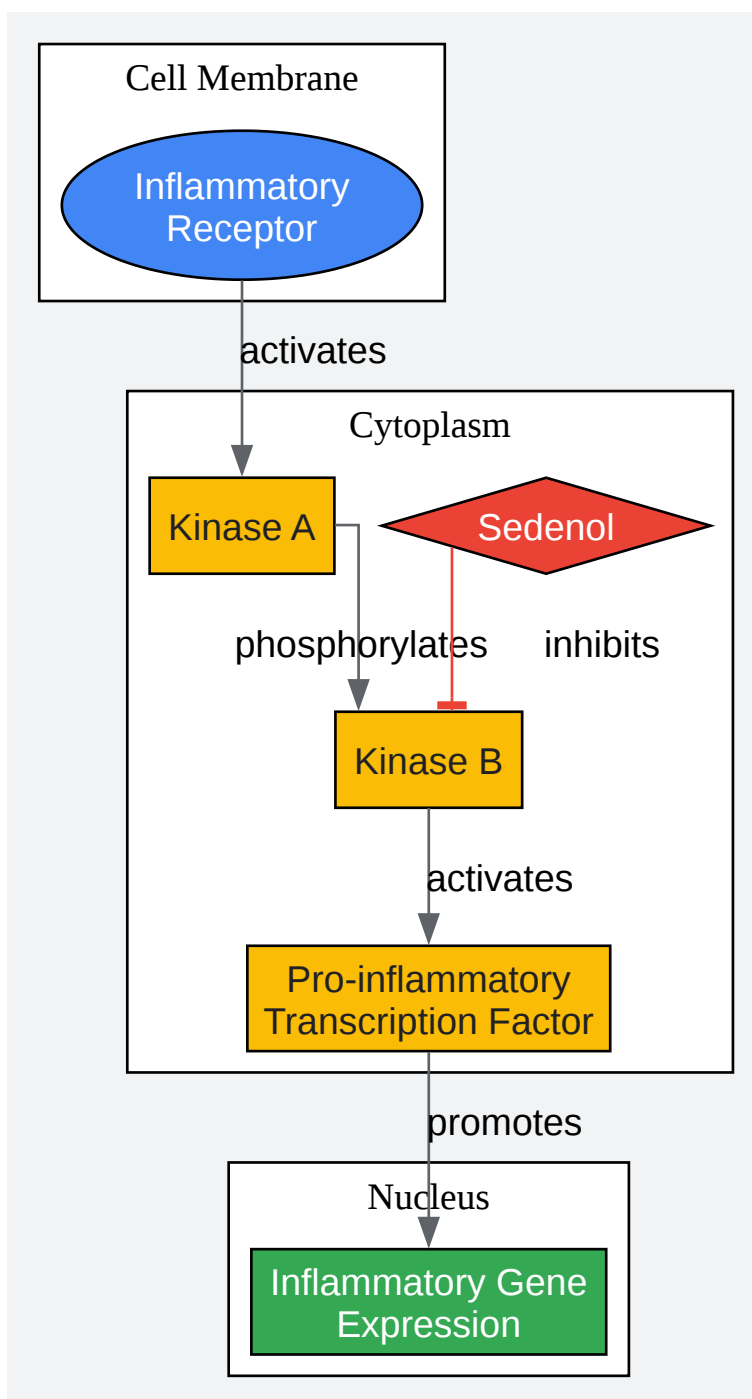 Cell Membrane
Inflammatory
Receptor
activates
Cytoplasm
Kinase A
Sedenol
phosphorylates
inhibits
Kinase B
activates
Pro-inflammatory
Transcription Factor
promotes
Nucleus
Inflammatory Gene
Expression